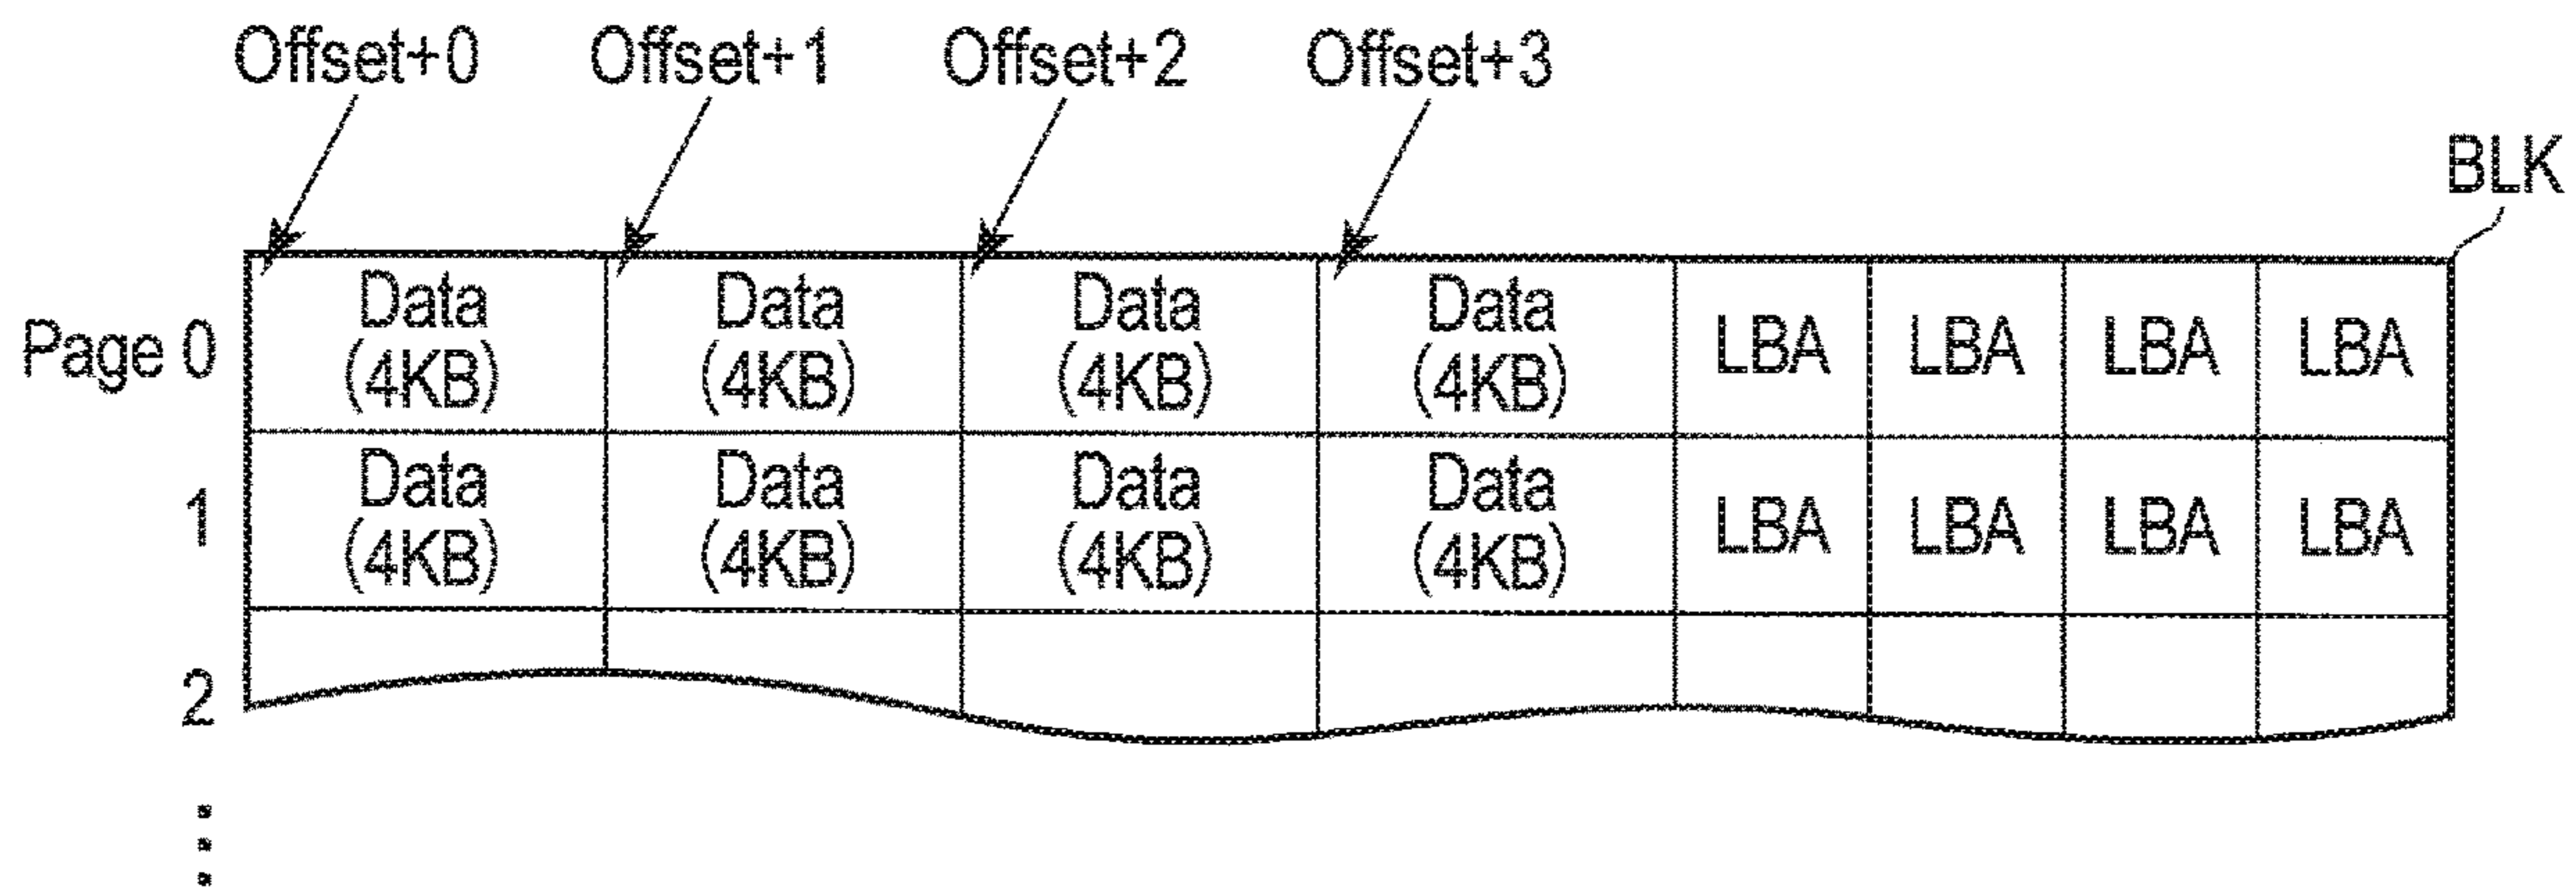 Offset+0 Offset+1 Offset+2 Offset+3
BLK
Page 0 Data (4KB) Data (4KB) Data (4KB) Data (4KB) LBA LBA LBA LBA
1 Data (4KB) Data (4KB) Data (4KB) Data (4KB) LBA LBA LBA LBA
2